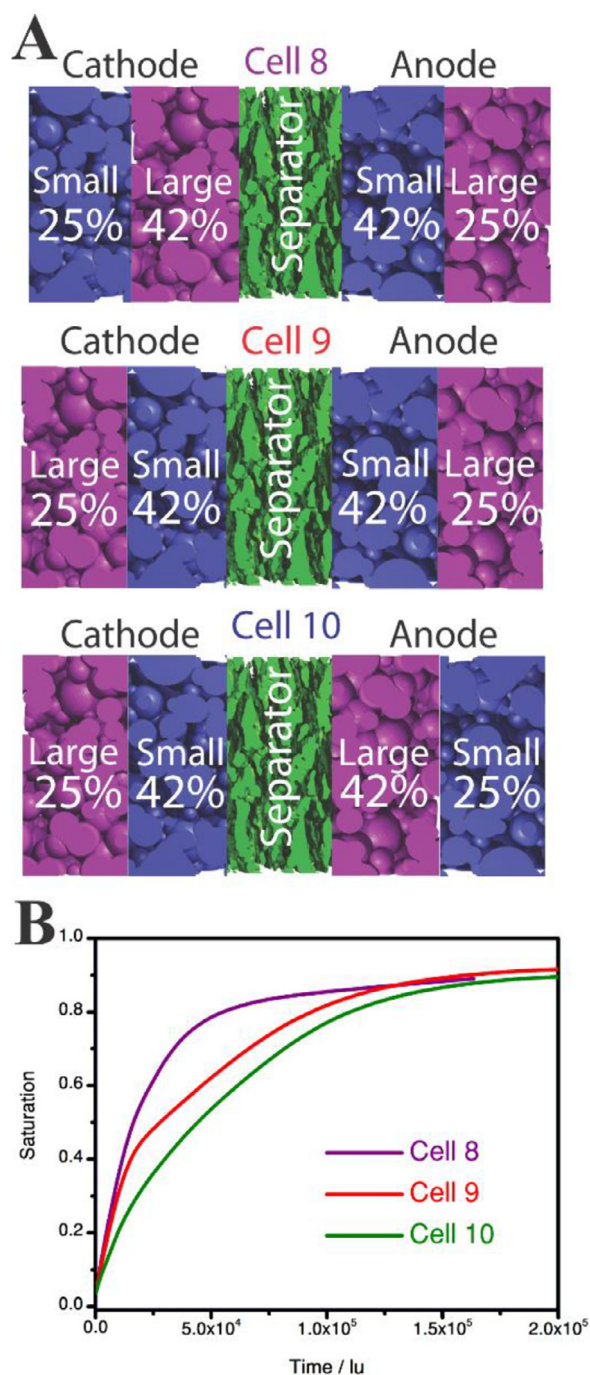 A
Cathode Cell 8 Anode
Small Large Separator Small Large
25% 42% 42% 25%
Cathode Cell 9 Anode
Large Small Separator Small Large
25% 42% 42% 25%
Cathode Cell 10 Anode
Large Small Separator Large Small
25% 42% 42% 25%
B
1.0
0.8
0.6
0.4
0.2
0.0
Saturation
Cell 8
Cell 9
Cell 10
0.0 5.0x10⁴ 1.0x10⁵ 1.5x10⁵ 2.0x10⁵
Time / lu